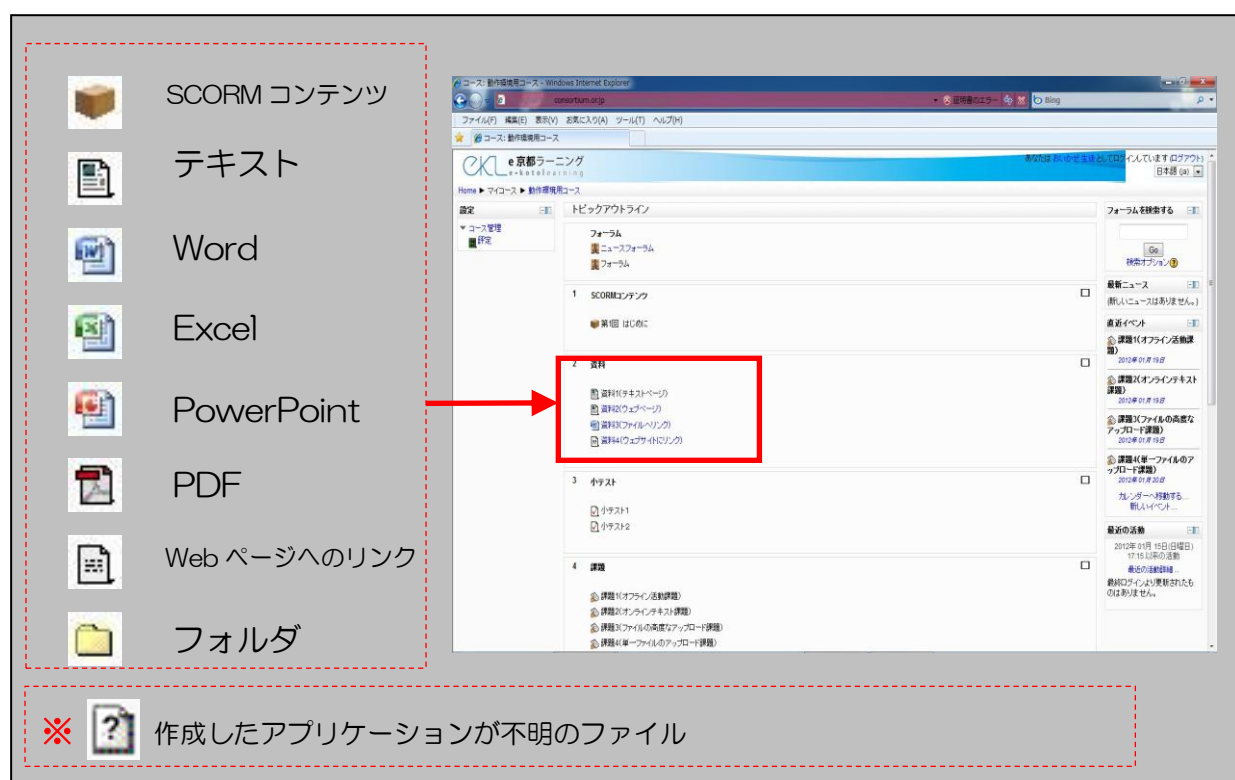 SCORM コンテンツ
テキスト
Word
Excel
PowerPoint
PDF
Web ページへのリンク
フォルダ
※
作成したアプリケーションが不明のファイル
コース: 動作環境用コース - Windows Internet Explorer
consortium.or.jp
証明書のエラー
Bing
ファイル(F) 編集(E) 表示(V) お気に入り(A) ツール(T) ヘルプ(H)
コース: 動作環境用コース
e京都ラーニング
e-kotolearning
としてログインしています (ログアウト)
日本語 (ja)
Home ► マイコース ► 動作環境用コース
設定
コース管理
評定
トピックアウトライン
フォーラム
ニュースフォーラム
フォーラム
1 SCORMコンテンツ
第1回 はじめに
2 資料
資料1(テキストページ)
資料2(ウェブページ)
資料3(ファイルへリンク)
資料4(ウェブサイトにリンク)
3 小テスト
小テスト1
小テスト2
4 課題
課題1(オフライン活動課題)
課題2(オンラインテキスト課題)
課題3(ファイルの高度なアップロード課題)
課題4(単一ファイルのアップロード課題)
フォーラムを検索する
Go
検索オプション
最新ニュース
(新しいニュースはありません。)
直近イベント
課題1(オフライン活動課
題)
2012年 01月 19日
課題2(オンラインテキスト
課題)
2012年 01月 19日
課題3(ファイルの高度な
アップロード課題)
2012年 01月 19日
課題4(単一ファイルのア
ップロード課題)
2012年 01月 20日
カレンダーへ移動する...
新しいイベント...
最近の活動
2012年 01月 15日(日曜日)
17:15 以来の活動
最近の活動詳細 ...
最終ログインより更新されたも
のはありません。